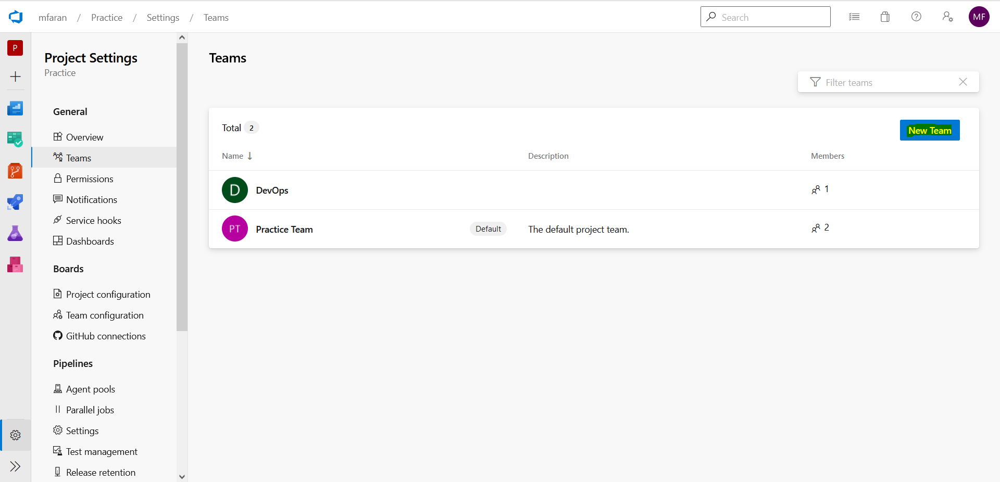 mfaran / Practice / Settings / Teams
Search
MF
P
Project Settings
Practice
General
Overview
Teams
Permissions
Notifications
Service hooks
Dashboards
Boards
Project configuration
Team configuration
GitHub connections
Pipelines
Agent pools
Parallel jobs
Settings
Test management
Release retention
Teams
Filter teams
Total 2
New Team
Name Description Members
D DevOps 1
PT Practice Team Default The default project team. 2